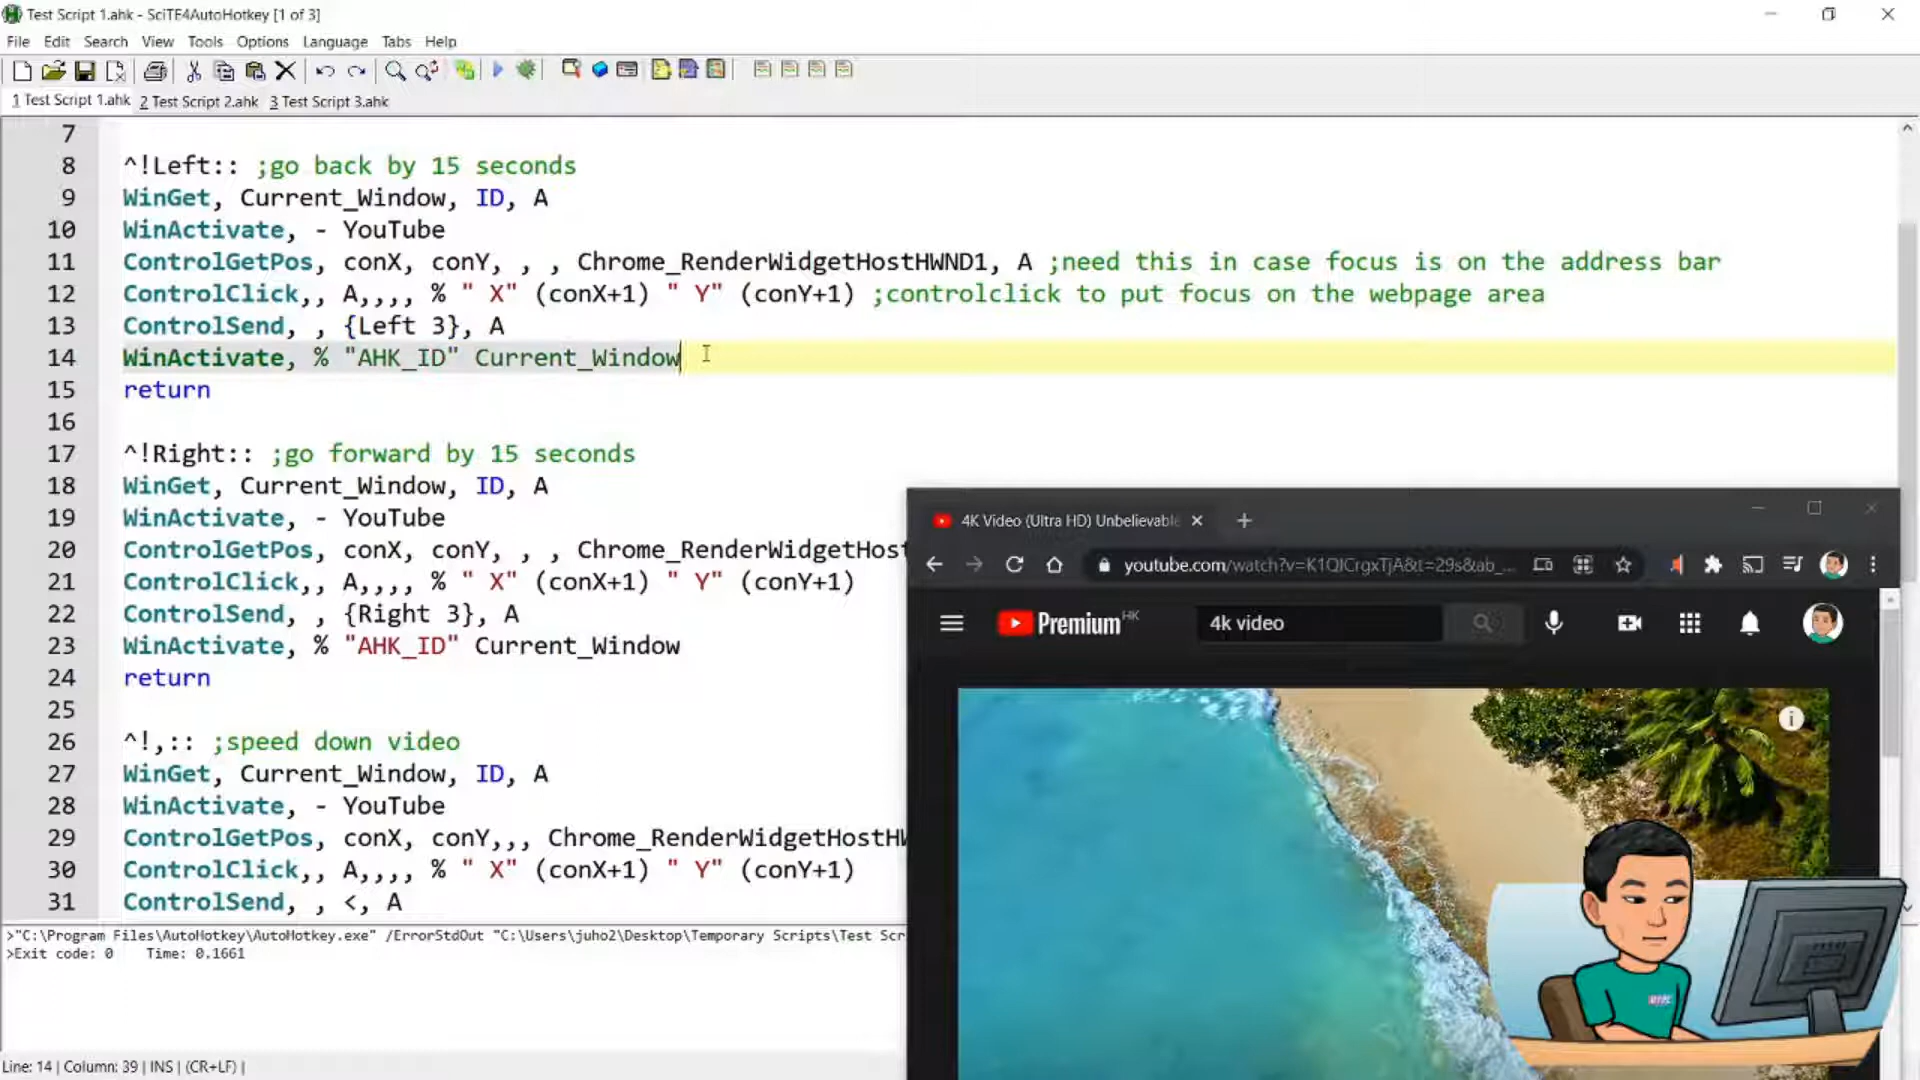 Test Script 1.ahk - SciTE4AutoHotkey [1 of 3]
File Edit Search View Tools Options Language Tabs Help
1 Test Script 1.ahk 2 Test Script 2.ahk 3 Test Script 3.ahk
7
8 ^!Left:: ;go back by 15 seconds
9 WinGet, Current_Window, ID, A
10 WinActivate, - YouTube
11 ControlGetPos, conX, conY, , , Chrome_RenderWidgetHostHWND1, A ;need this in case focus is on the address bar
12 ControlClick,, A,,,, % " X" (conX+1) " Y" (conY+1) ;controlclick to put focus on the webpage area
13 ControlSend, , {Left 3}, A
14 WinActivate, % "AHK_ID" Current_Window
15 return
16
17 ^!Right:: ;go forward by 15 seconds
18 WinGet, Current_Window, ID, A
19 WinActivate, - YouTube
20 ControlGetPos, conX, conY, , , Chrome_RenderWidgetHost
21 ControlClick,, A,,,, % " X" (conX+1) " Y" (conY+1)
22 ControlSend, , {Right 3}, A
23 WinActivate, % "AHK_ID" Current_Window
24 return
25
26 ^!,:: ;speed down video
27 WinGet, Current_Window, ID, A
28 WinActivate, - YouTube
29 ControlGetPos, conX, conY,,, Chrome_RenderWidgetHostH
30 ControlClick,, A,,,, % " X" (conX+1) " Y" (conY+1)
31 ControlSend, , <, A
>"C:\Program Files\AutoHotkey\AutoHotkey.exe" /ErrorStdOut "C:\Users\juho2\Desktop\Temporary Scripts\Test Scr
>Exit code: 0 Time: 0.1661
Line: 14 | Column: 39 | INS | (CR+LF) |
4K Video (Ultra HD) Unbelievable
youtube.com/watch?v=K1QICrgxTjA&t=29s&ab_...
Premium HK
4k video